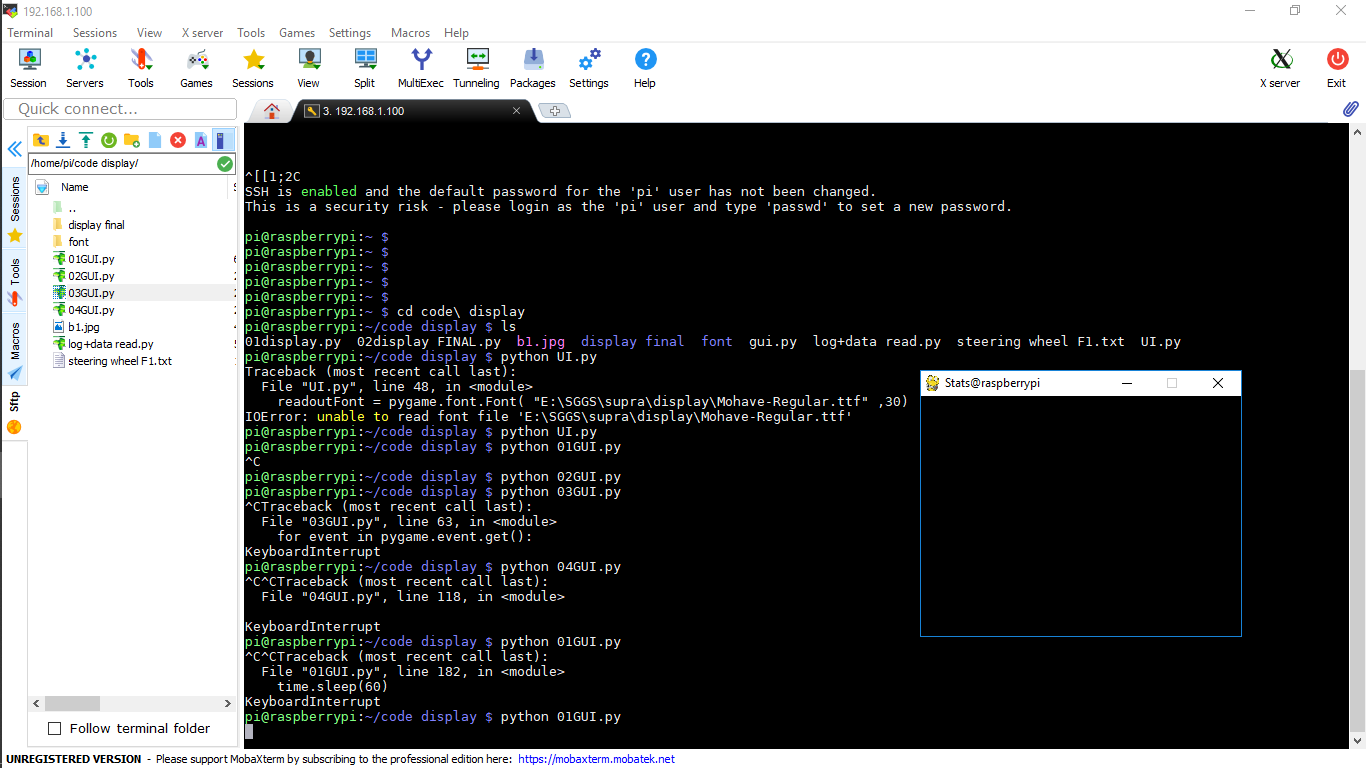 192.168.1.100
Terminal Sessions View X server Tools Games Settings Macros Help
Session Servers Tools Games Sessions View Split MultiExec Tunneling Packages Settings Help X server Exit
Quick connect...
3. 192.168.1.100
/home/pi/code display/
Name
..
display final
font
01GUI.py
02GUI.py
03GUI.py
04GUI.py
b1.jpg
log+data read.py
steering wheel F1.txt
Sessions
Tools
Macros
Sftp
Follow terminal folder
^[[1;2C
SSH is enabled and the default password for the 'pi' user has not been changed.
This is a security risk - please login as the 'pi' user and type 'passwd' to set a new password.
pi@raspberrypi:~ $
pi@raspberrypi:~ $
pi@raspberrypi:~ $
pi@raspberrypi:~ $
pi@raspberrypi:~ $
pi@raspberrypi:~ $ cd code\ display
pi@raspberrypi:~/code display $ ls
01display.py 02display FINAL.py b1.jpg display final font gui.py log+data read.py steering wheel F1.txt UI.py
pi@raspberrypi:~/code display $ python UI.py
Traceback (most recent call last):
File "UI.py", line 48, in <module>
readoutFont = pygame.font.Font( "E:\SGGS\supra\display\Mohave-Regular.ttf" ,30)
IOError: unable to read font file 'E:\SGGS\supra\display\Mohave-Regular.ttf'
pi@raspberrypi:~/code display $ python UI.py
pi@raspberrypi:~/code display $ python 01GUI.py
^C
pi@raspberrypi:~/code display $ python 02GUI.py
pi@raspberrypi:~/code display $ python 03GUI.py
^CTraceback (most recent call last):
File "03GUI.py", line 63, in <module>
for event in pygame.event.get():
KeyboardInterrupt
pi@raspberrypi:~/code display $ python 04GUI.py
^C^CTraceback (most recent call last):
File "04GUI.py", line 118, in <module>
KeyboardInterrupt
pi@raspberrypi:~/code display $ python 01GUI.py
^C^CTraceback (most recent call last):
File "01GUI.py", line 182, in <module>
time.sleep(60)
KeyboardInterrupt
pi@raspberrypi:~/code display $ python 01GUI.py
Stats@raspberrypi
UNREGISTERED VERSION - Please support MobaXterm by subscribing to the professional edition here: https://mobaxterm.mobatek.net